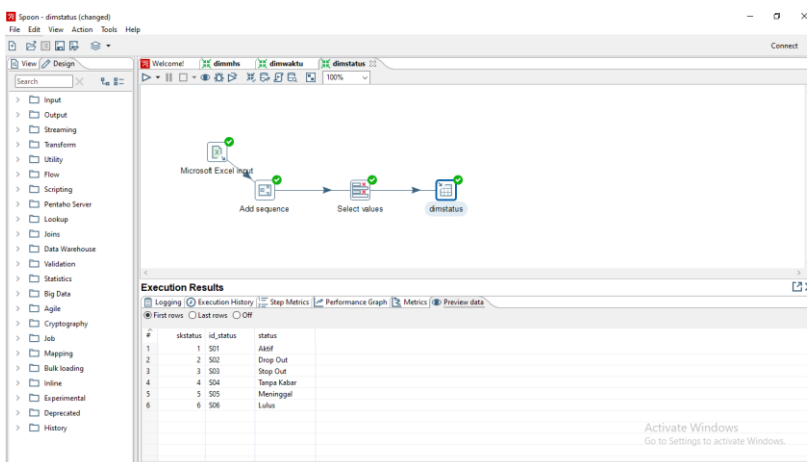 Spoon - dimstatus (changed)
File Edit View Action Tools Help
Connect
View Design
Welcome! dimmhs dimwaktu dimstatus
Search
100%
Input
Output
Streaming
Transform
Utility
Flow
Scripting
Pentaho Server
Lookup
Joins
Data Warehouse
Validation
Statistics
Big Data
Agile
Cryptography
Job
Mapping
Bulk loading
Inline
Experimental
Deprecated
History
Microsoft Excel input
Add sequence Select values dimstatus
Execution Results
Logging Execution History Step Metrics Performance Graph Metrics Preview data
First rows Last rows Off
# skstatus id_status status
1 1 S01 Aktif
2 2 S02 Drop Out
3 3 S03 Stop Out
4 4 S04 Tanpa Kabar
5 5 S05 Meninggal
6 6 S06 Lulus
Activate Windows
Go to Settings to activate Windows.